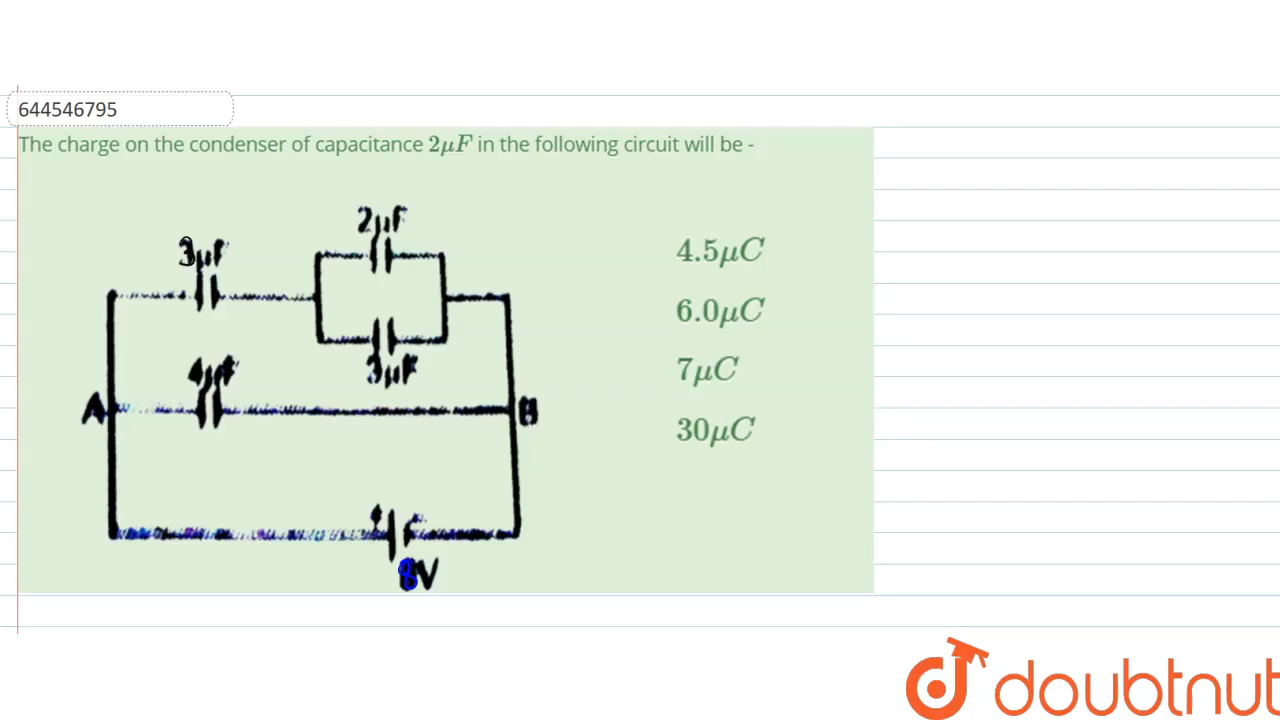 644546795
The charge on the condenser of capacitance 2μF in the following circuit will be -
2μF
3μF
4.5μC
6.0μC
4μF
3μF
7μC
A
B
30μC
8V
doubtnut